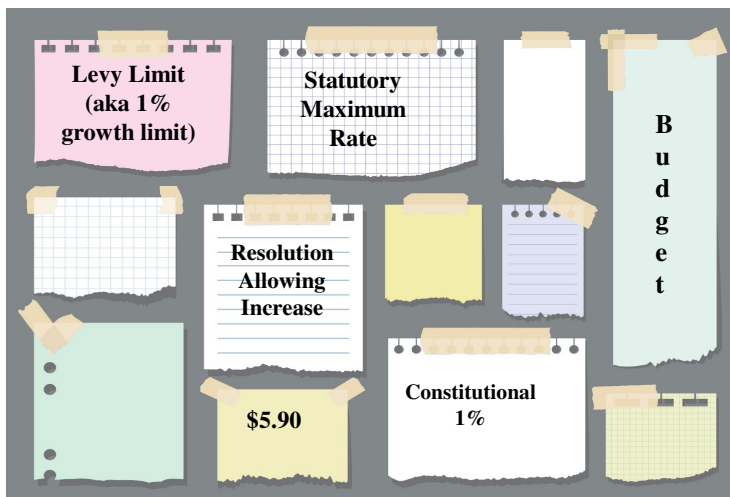 Levy Limit
(aka 1%
growth limit)
Statutory
Maximum
Rate
B
u
d
g
e
t
Resolution
Allowing
Increase
$5.90
Constitutional
1%